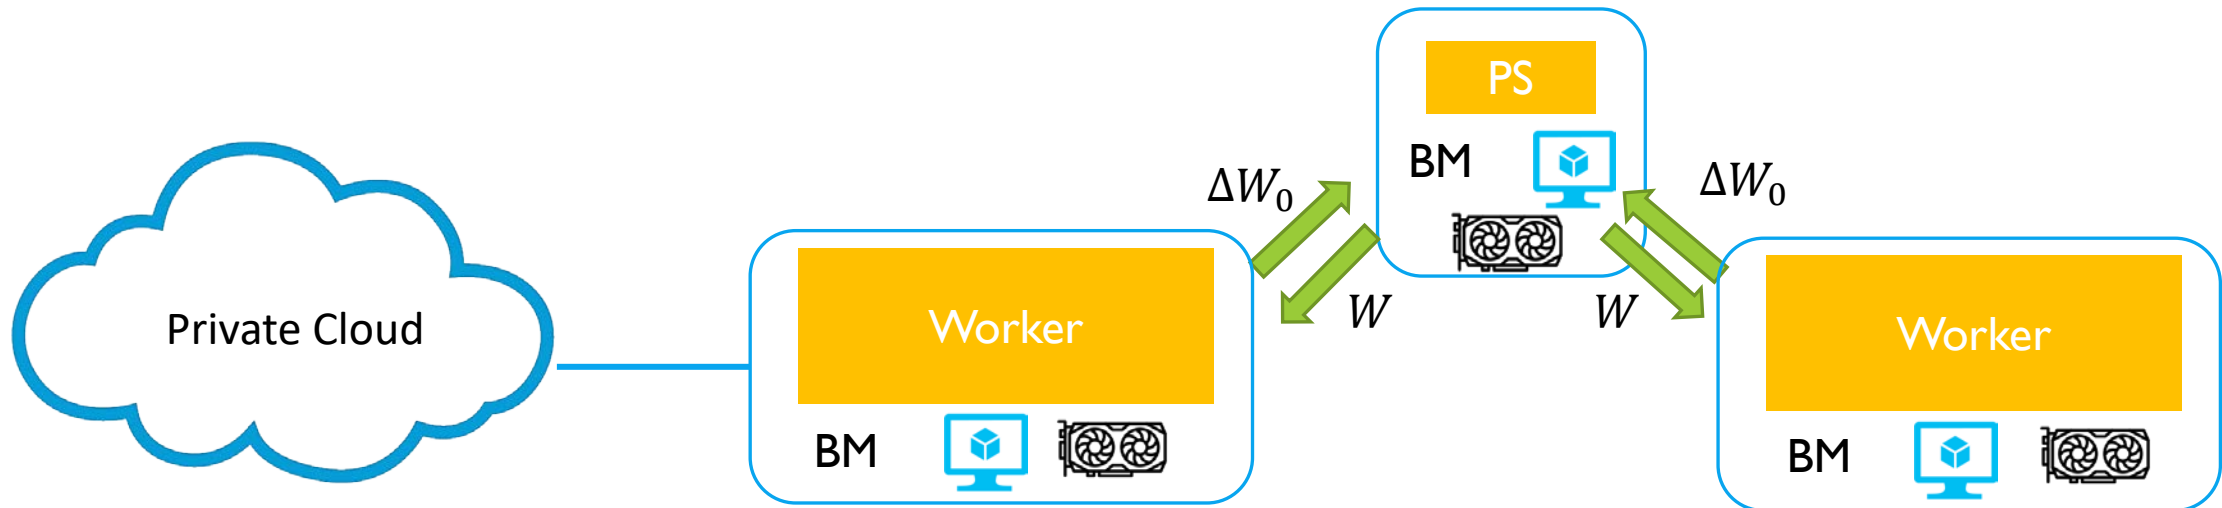 PS
BM
ΔW₀
ΔW₀
W
W
Private Cloud
Worker
BM
Worker
BM